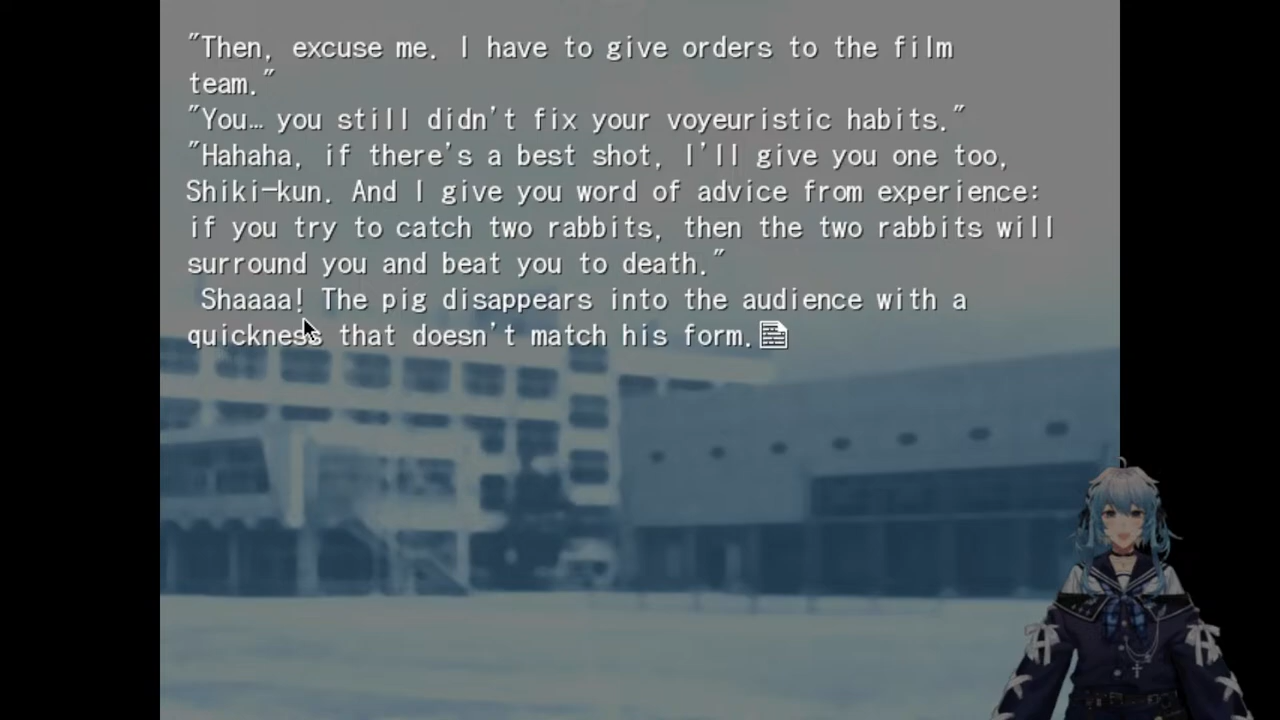 "Then, excuse me. I have to give orders to the film
team."
"You… you still didn't fix your voyeuristic habits."
"Hahaha, if there's a best shot, I'll give you one too,
Shiki-kun. And I give you word of advice from experience:
if you try to catch two rabbits, then the two rabbits will
surround you and beat you to death."
Shaaaa! The pig disappears into the audience with a
quickness that doesn't match his form.